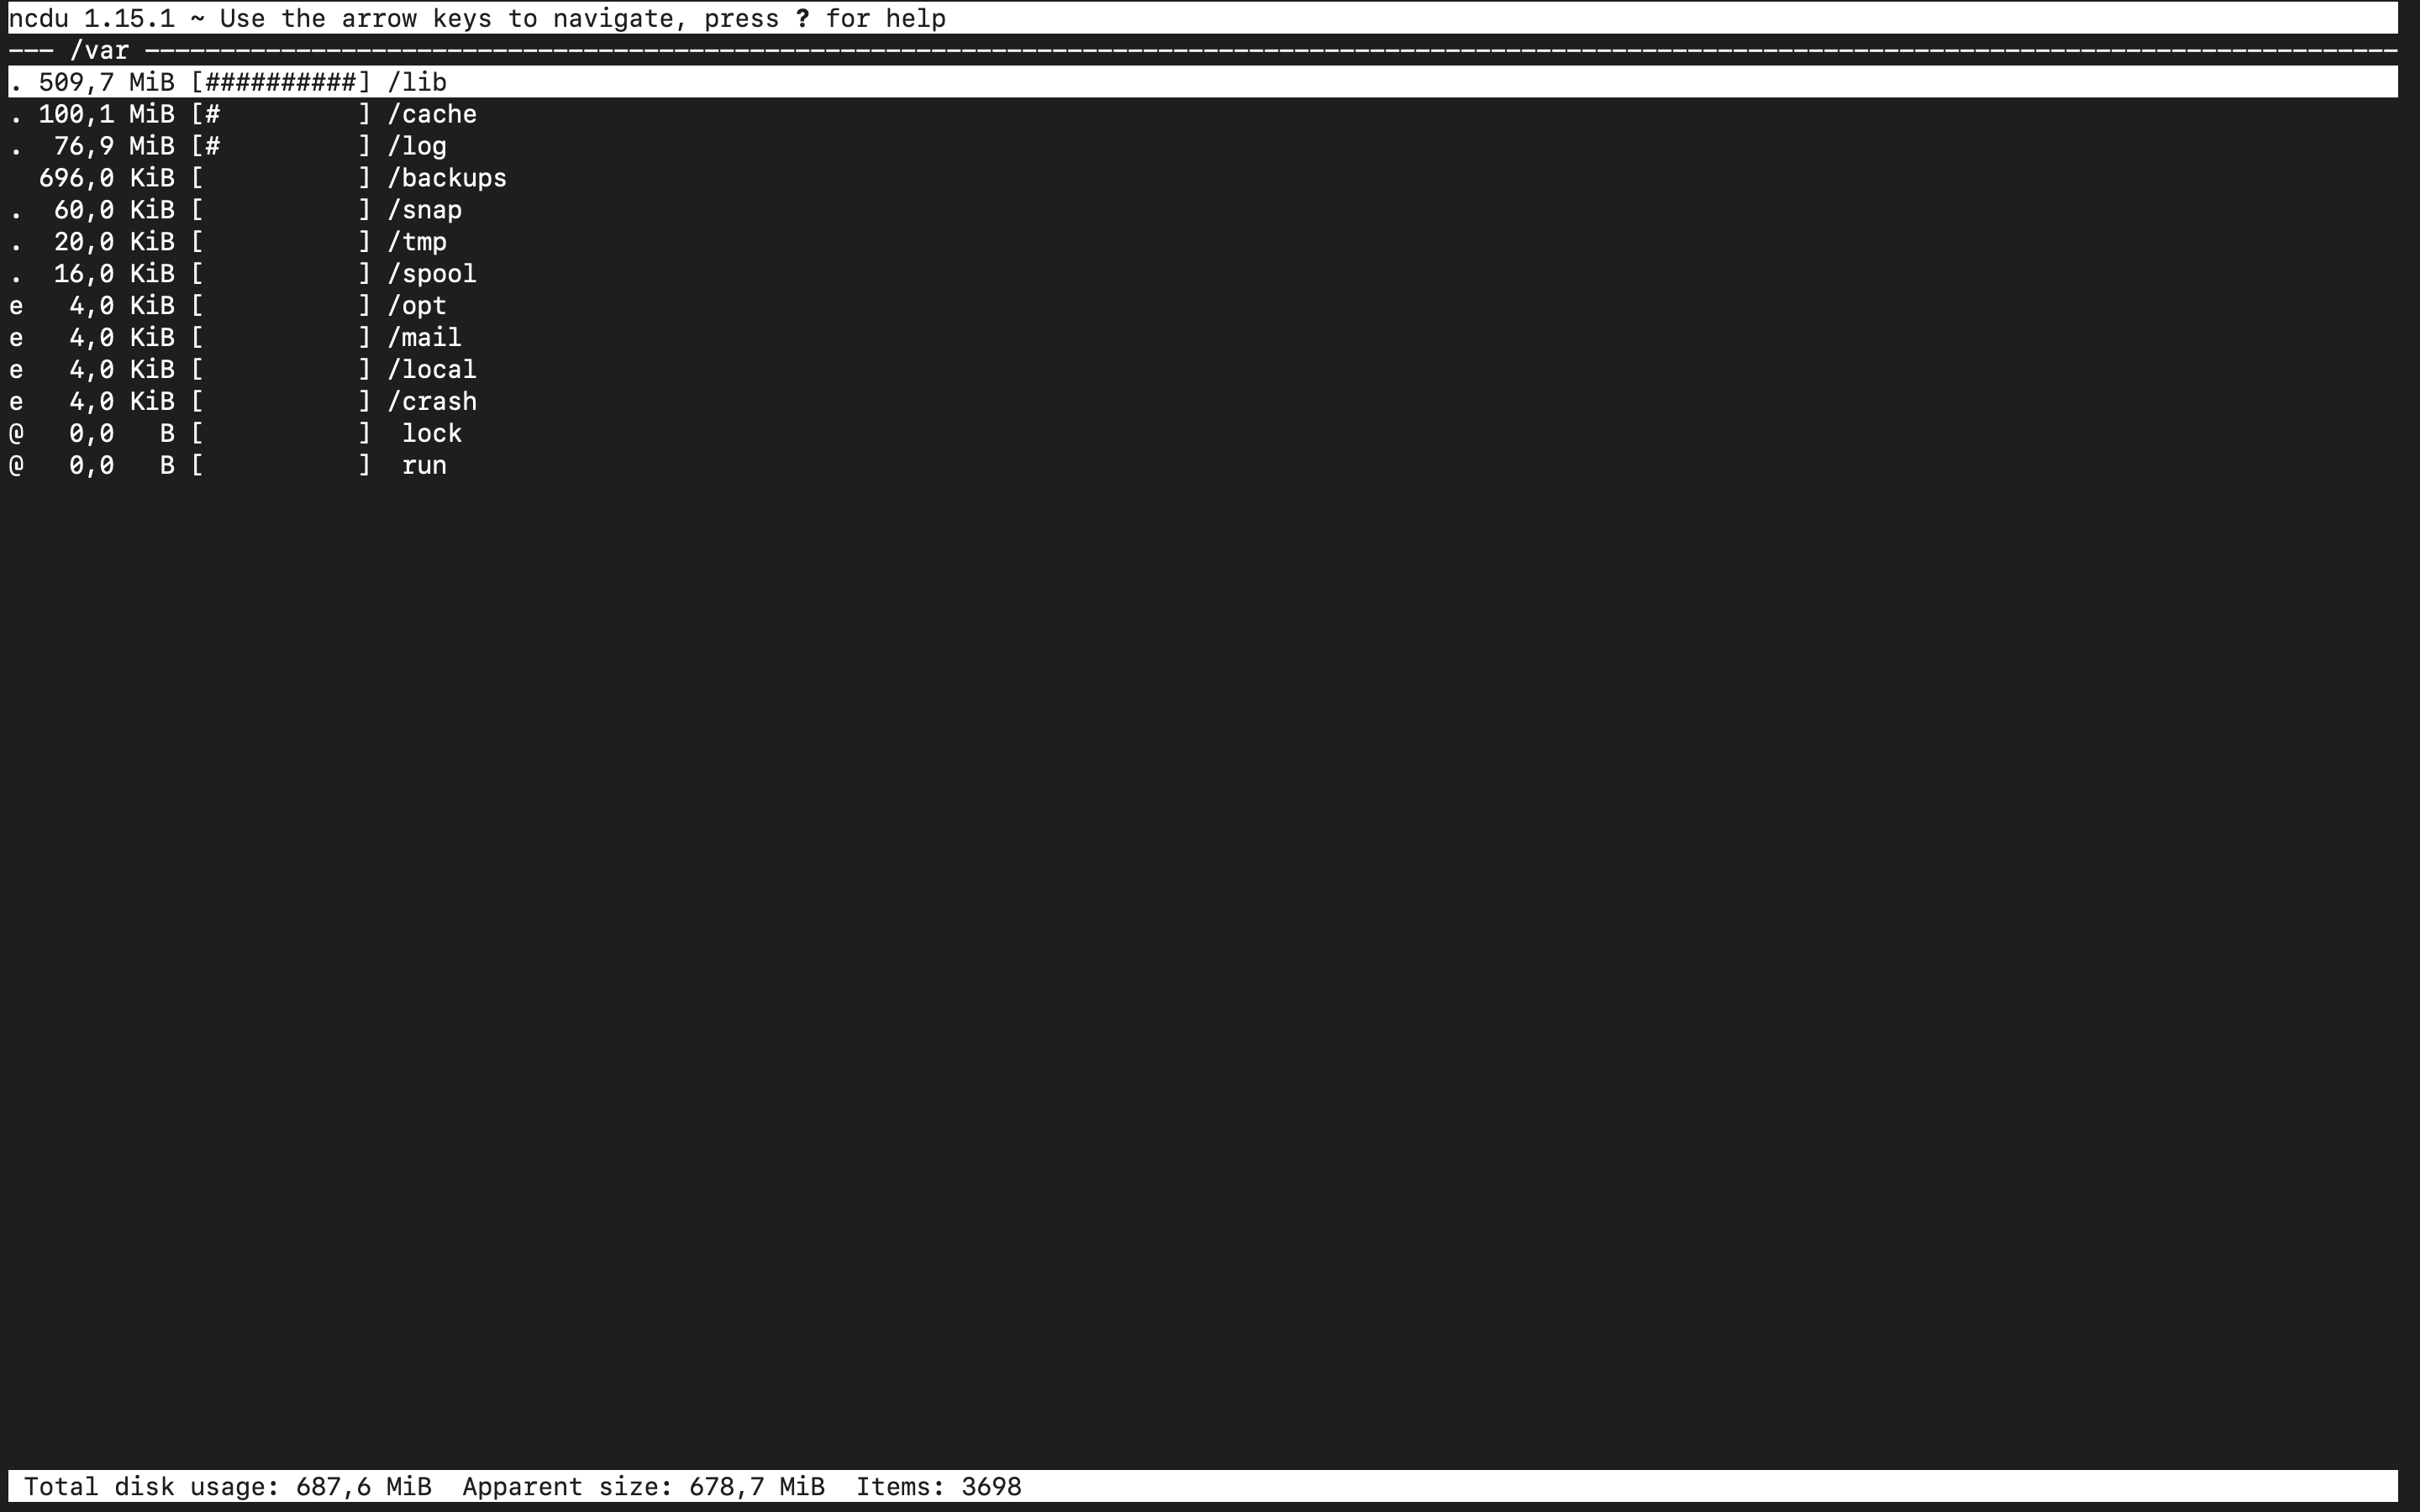 ncdu 1.15.1 ~ Use the arrow keys to navigate, press ? for help
--- /var ----------------------------------------------------------------------------------------------------------------------------------------------------
. 509,7 MiB [##########] /lib
. 100,1 MiB [#         ] /cache
.  76,9 MiB [#         ] /log
  696,0 KiB [          ] /backups
.  60,0 KiB [          ] /snap
.  20,0 KiB [          ] /tmp
.  16,0 KiB [          ] /spool
e   4,0 KiB [          ] /opt
e   4,0 KiB [          ] /mail
e   4,0 KiB [          ] /local
e   4,0 KiB [          ] /crash
@   0,0   B [          ]  lock
@   0,0   B [          ]  run
Total disk usage: 687,6 MiB  Apparent size: 678,7 MiB  Items: 3698